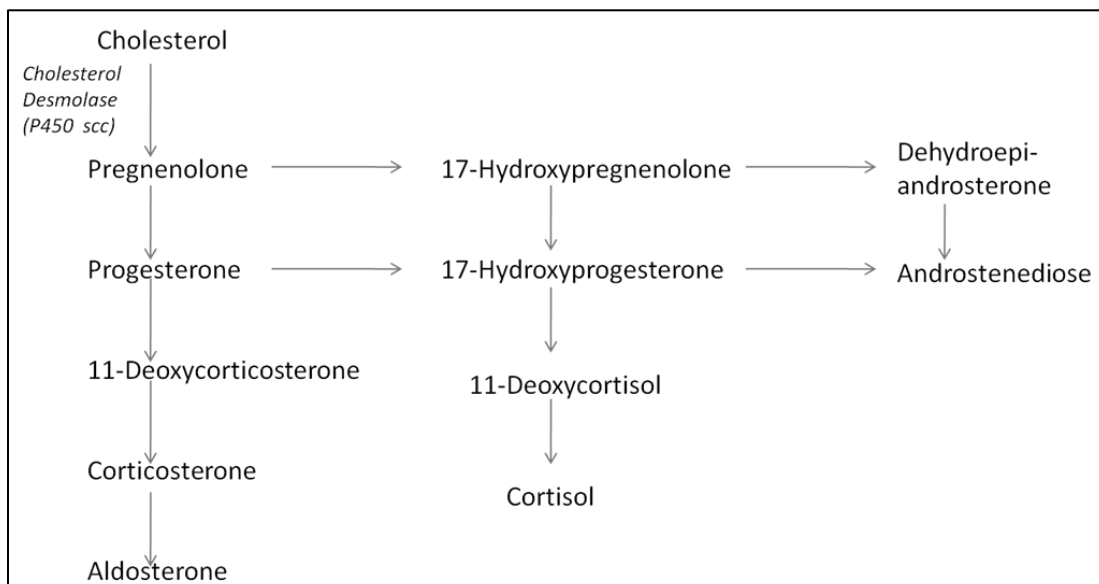 Cholesterol
Cholesterol
Desmolase
(P450 scc)
Pregnenolone
17-Hydroxypregnenolone
Dehydroepi-
androsterone
Progesterone
17-Hydroxyprogesterone
Androstenediose
11-Deoxycorticosterone
11-Deoxycortisol
Corticosterone
Cortisol
Aldosterone